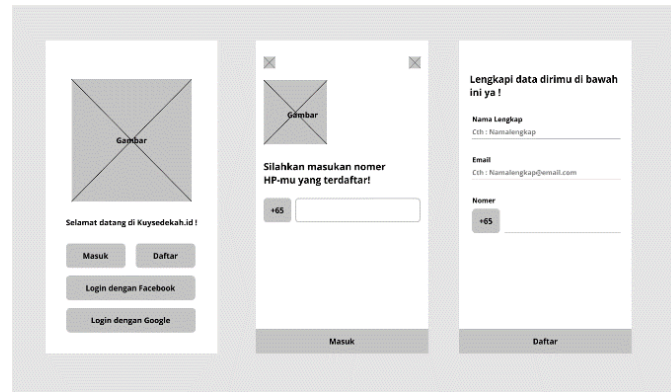 Gambar
Selamat datang di Kuysedekah.id !
Masuk
Daftar
Login dengan Facebook
Login dengan Google
Gambar
Silahkan masukan nomer
HP-mu yang terdaftar!
+65
Masuk
Lengkapi data dirimu di bawah
ini ya !
Nama Lengkap
Cth : Namalengkap
Email
Cth : Namalengkap@email.com
Nomer
+65
Daftar